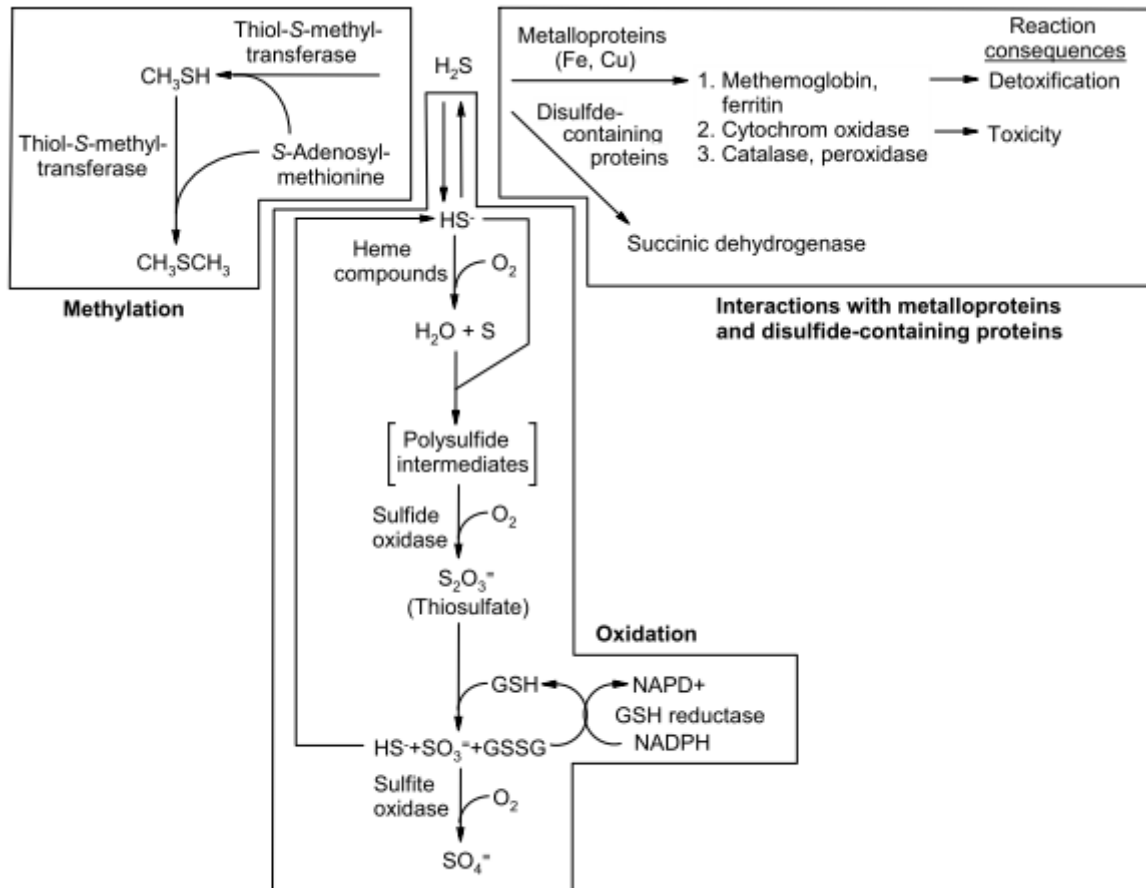 Thiol-S-methyl-
transferase
CH₃SH
Thiol-S-methyl-
transferase
S-Adenosyl-
methionine
CH₃SCH₃
Methylation
H₂S
Metalloproteins
(Fe, Cu)
Disulfde-
containing
proteins
1. Methemoglobin,
ferritin
2. Cytochrom oxidase
3. Catalase, peroxidase
Reaction
consequences
Detoxification
Toxicity
Succinic dehydrogenase
Interactions with metalloproteins
and disulfide-containing proteins
HS⁻
Heme
compounds
O₂
H₂O + S
Polysulfide
intermediates
Sulfide
oxidase
O₂
S₂O₃⁼
(Thiosulfate)
Oxidation
GSH
NAPD+
GSH reductase
NADPH
HS⁻+SO₃⁼+GSSG
Sulfite
oxidase
O₂
SO₄⁼